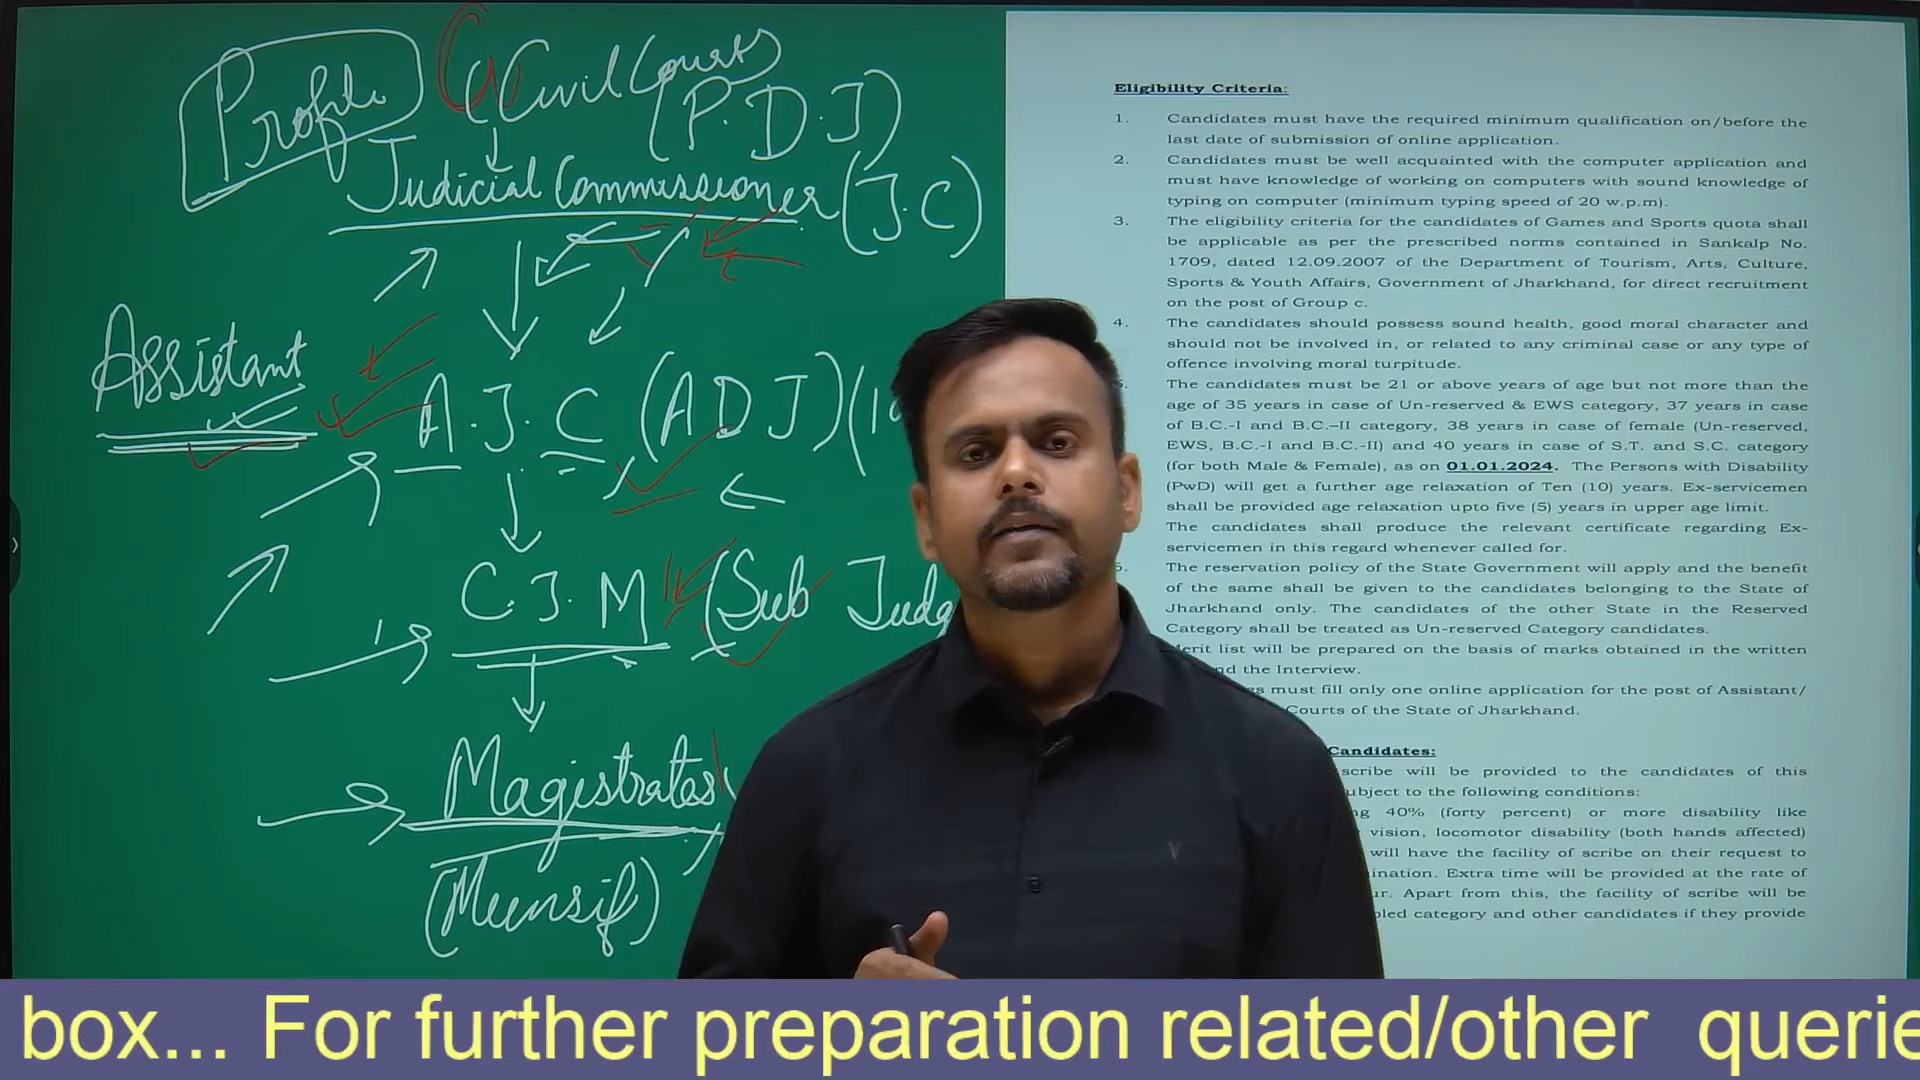 Profile
Civil Courts
(P.D.J)
Judicial Commissioner (J.C)
Assistant
A.J.C (ADJ) (
C.J.M (Sub Judg
Magistrates
(Munsif)
Eligibility Criteria:
1. Candidates must have the required minimum qualification on/before the
last date of submission of online application.
2. Candidates must be well acquainted with the computer application and
must have knowledge of working on computers with sound knowledge of
typing on computer (minimum typing speed of 20 w.p.m).
3. The eligibility criteria for the candidates of Games and Sports quota shall
be applicable as per the prescribed norms contained in Sankalp No.
1709, dated 12.09.2007 of the Department of Tourism, Arts, Culture,
Sports & Youth Affairs, Government of Jharkhand, for direct recruitment
on the post of Group c.
4. The candidates should possess sound health, good moral character and
should not be involved in, or related to any criminal case or any type of
offence involving moral turpitude.
The candidates must be 21 or above years of age but not more than the
age of 35 years in case of Un-reserved & EWS category, 37 years in case
of B.C.-I and B.C.–II category, 38 years in case of female (Un-reserved,
EWS, B.C.-I and B.C.-II) and 40 years in case of S.T. and S.C. category
(for both Male & Female), as on 01.01.2024. The Persons with Disability
(PwD) will get a further age relaxation of Ten (10) years. Ex-servicemen
shall be provided age relaxation upto five (5) years in upper age limit.
The candidates shall produce the relevant certificate regarding Ex-
servicemen in this regard whenever called for.
The reservation policy of the State Government will apply and the benefit
of the same shall be given to the candidates belonging to the State of
Jharkhand only. The candidates of the other State in the Reserved
Category shall be treated as Un-reserved Category candidates.
Merit list will be prepared on the basis of marks obtained in the written
nd the Interview.
gs must fill only one online application for the post of Assistant/
Courts of the State of Jharkhand.
Candidates:
scribe will be provided to the candidates of this
ubject to the following conditions:
ng 40% (forty percent) or more disability like
vision, locomotor disability (both hands affected)
will have the facility of scribe on their request to
ination. Extra time will be provided at the rate of
ur. Apart from this, the facility of scribe will be
bled category and other candidates if they provide
box... For further preparation related/other querie